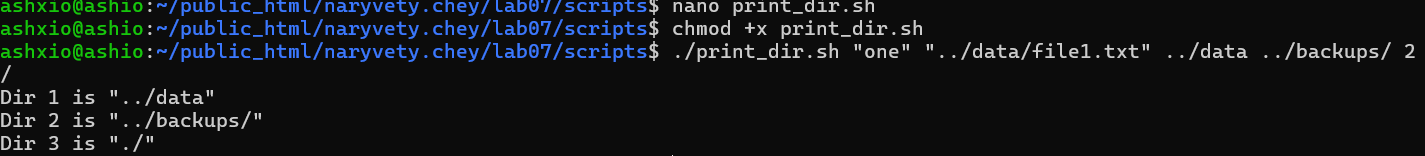 ashxio@ashio:~/public_html/naryvety.chey/lab07/scripts$ nano print_dir.sh
ashxio@ashio:~/public_html/naryvety.chey/lab07/scripts$ chmod +x print_dir.sh
ashxio@ashio:~/public_html/naryvety.chey/lab07/scripts$ ./print_dir.sh "one" "../data/file1.txt" ../data ../backups/ 2
/
Dir 1 is "../data"
Dir 2 is "../backups/"
Dir 3 is "./"